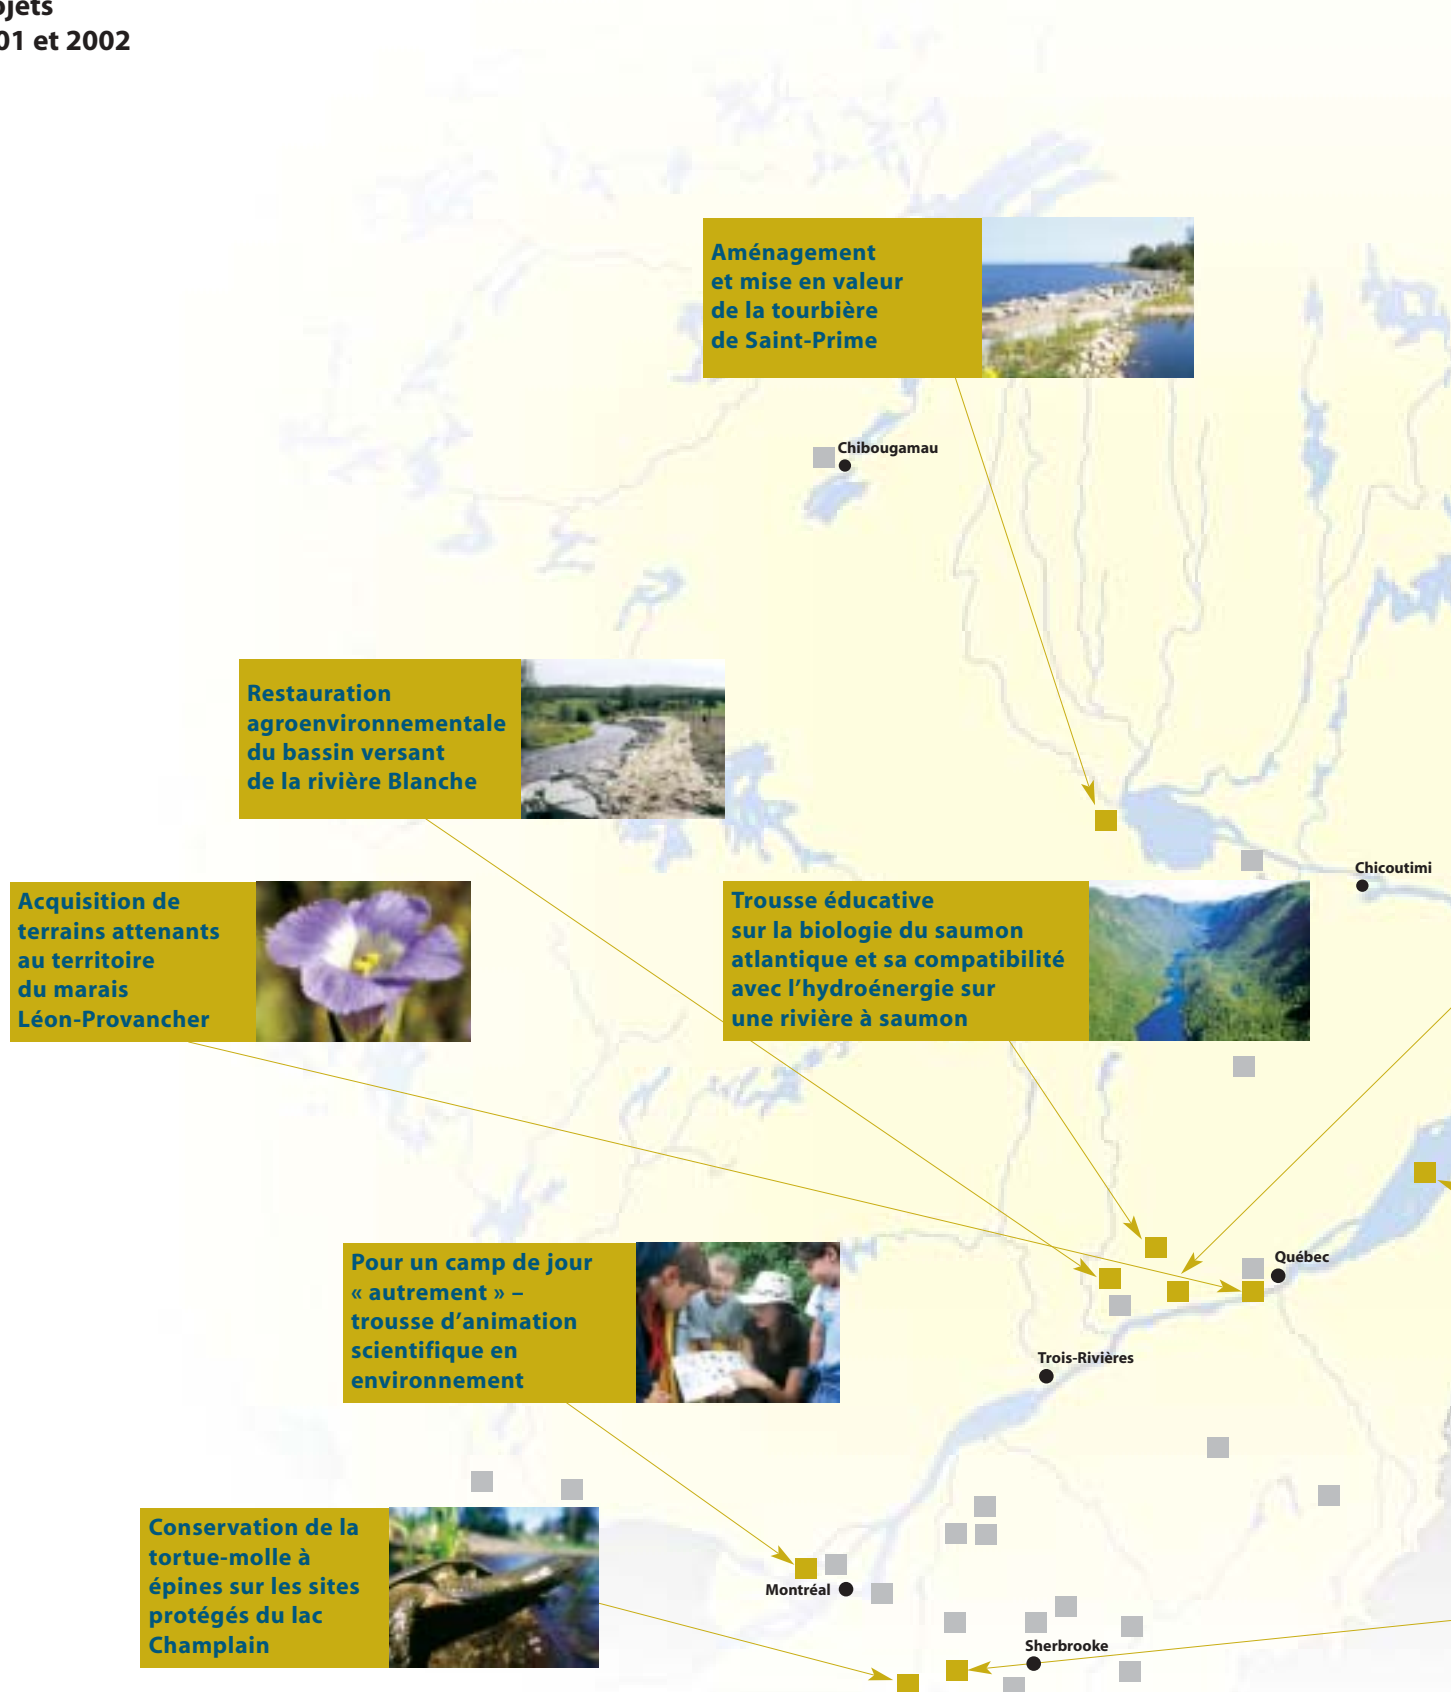 01 et 2002
Aménagement
et mise en valeur
de la tourbière
de Saint-Prime
Chibougamau
Restauration
agroenvironnementale
du bassin versant
de la rivière Blanche
Chicoutimi
Acquisition de
terrains attenants
au territoire
du marais
Léon-Provancher
Trousse éducative
sur la biologie du saumon
atlantique et sa compatibilité
avec l'hydroénergie sur
une rivière à saumon
Pour un camp de jour
« autrement » –
trousse d'animation
scientifique en
environnement
Québec
Trois-Rivières
Conservation de la
tortue-molle à
épines sur les sites
protégés du lac
Champlain
Montréal
Sherbrooke